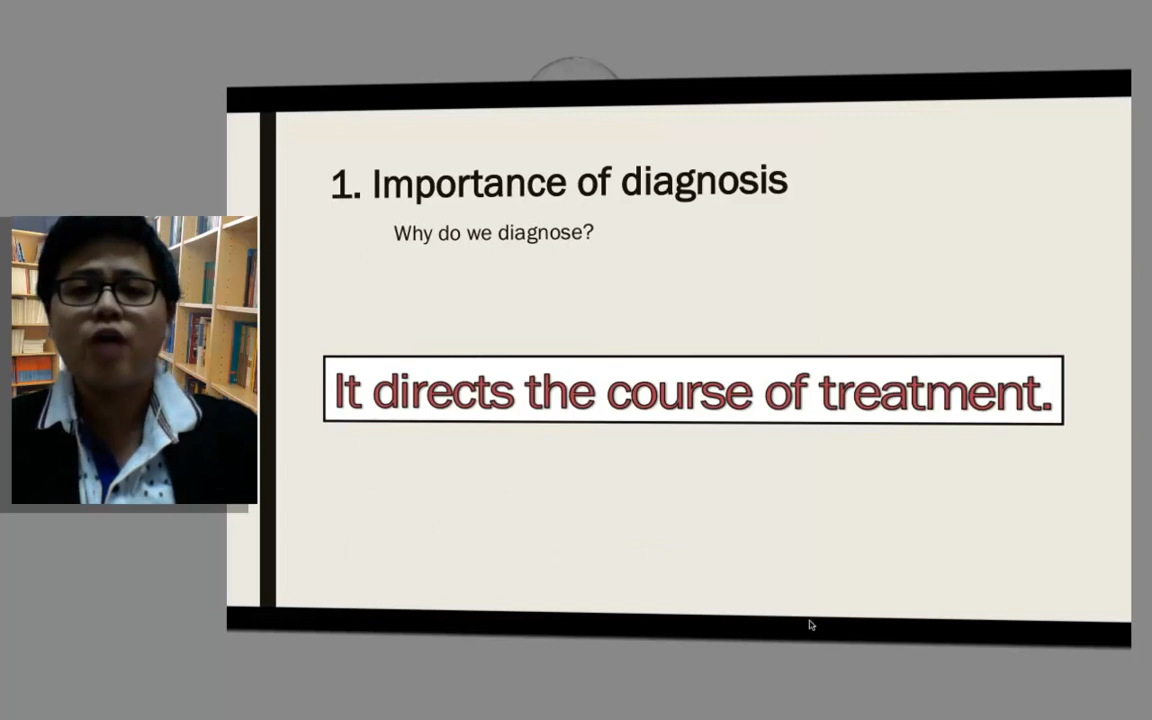 1. Importance of diagnosis
Why do we diagnose?
It directs the course of treatment.